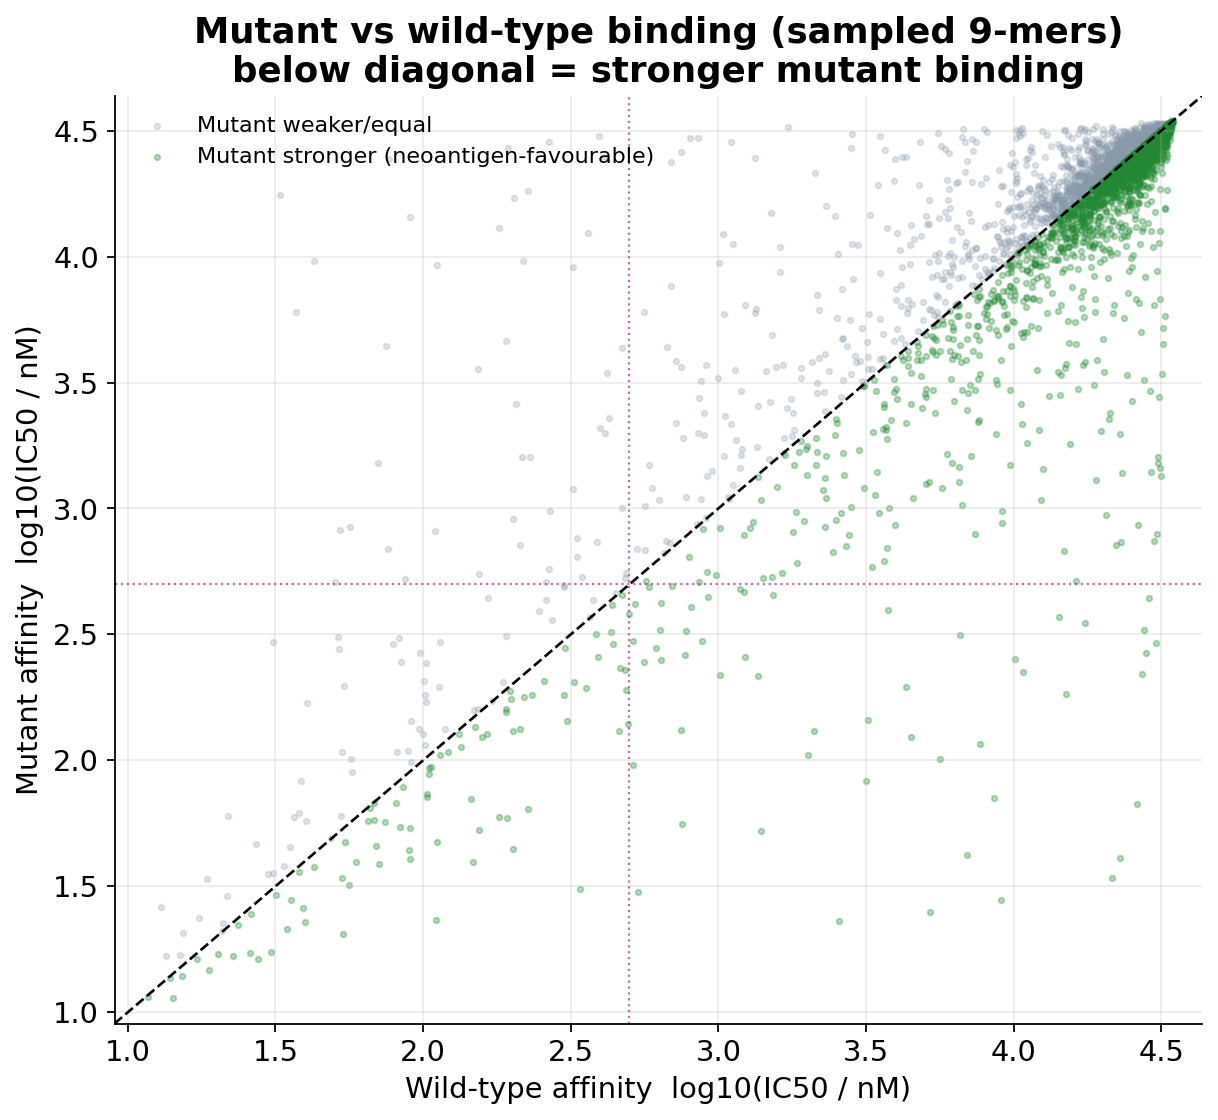 Mutant vs wild-type binding (sampled 9-mers)
below diagonal = stronger mutant binding
Mutant weaker/equal
Mutant stronger (neoantigen-favourable)
Mutant affinity  log10(IC50 / nM)
4.5
4.0
3.5
3.0
2.5
2.0
1.5
1.0
1.0 1.5 2.0 2.5 3.0 3.5 4.0 4.5
Wild-type affinity  log10(IC50 / nM)